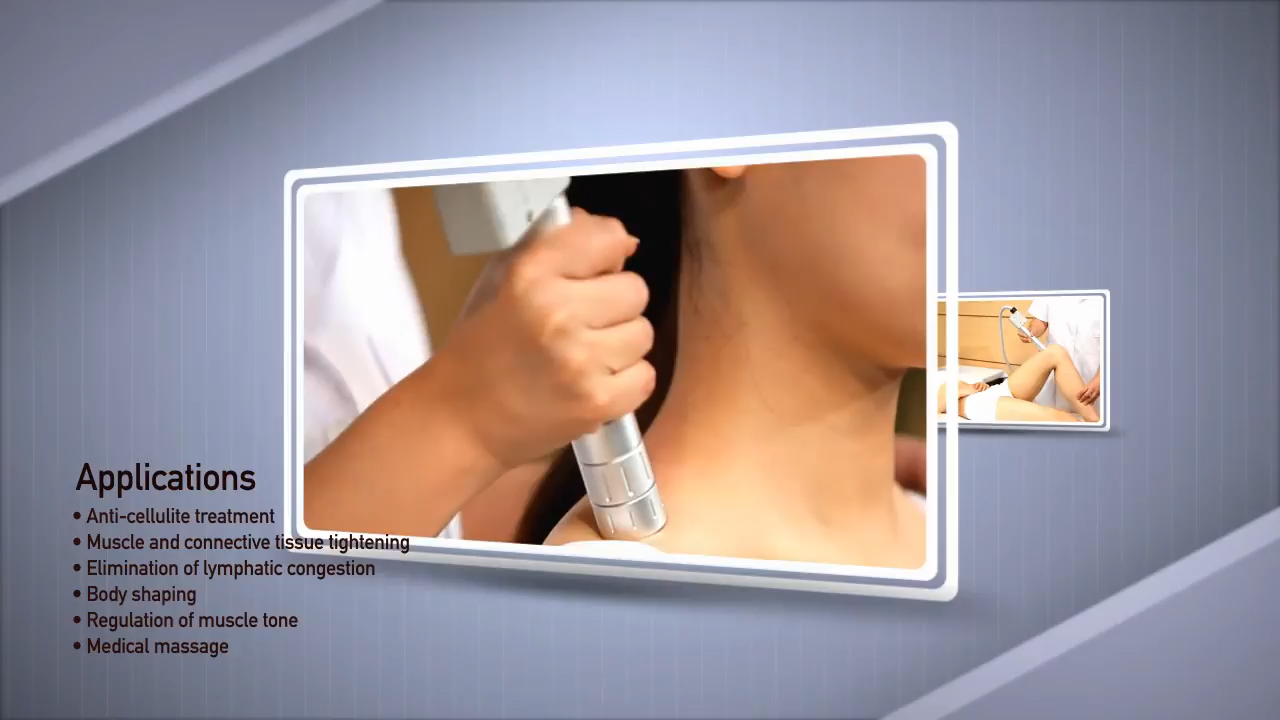 Applications
• Anti-cellulite treatment
• Muscle and connective tissue tightening
• Elimination of lymphatic congestion
• Body shaping
• Regulation of muscle tone
• Medical massage